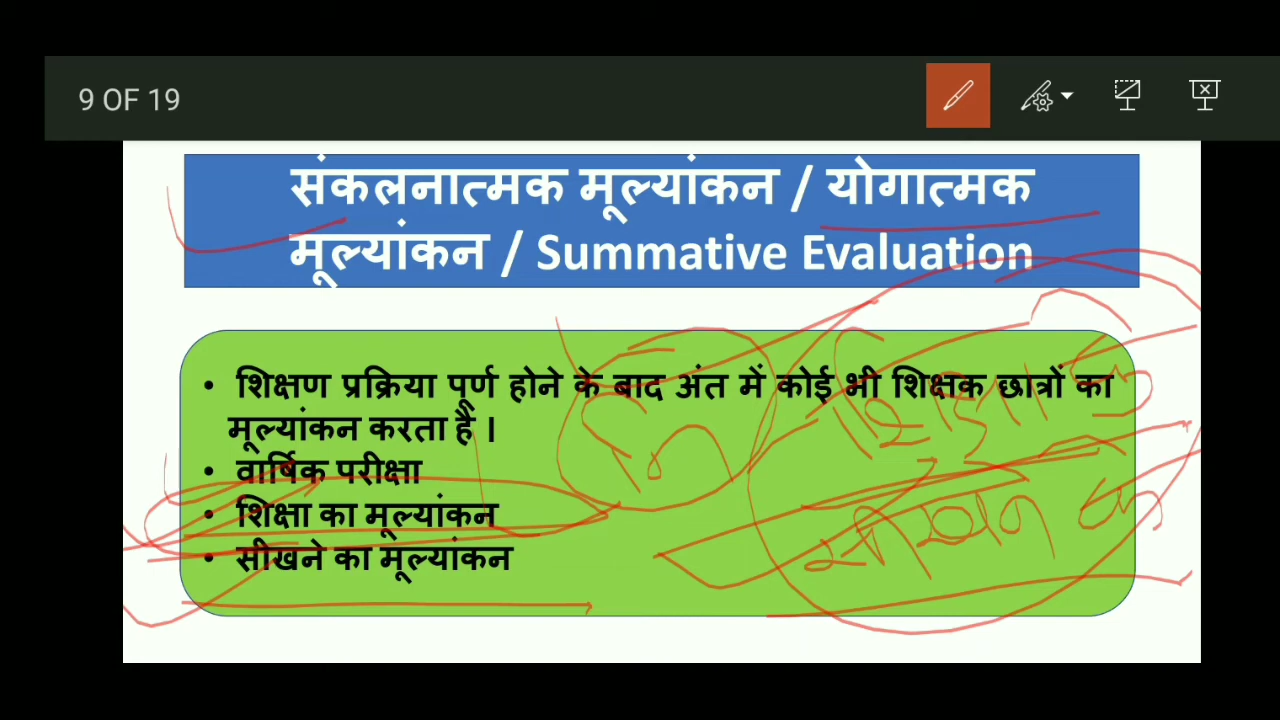 9 OF 19
संकलनात्मक मूल्यांकन / योगात्मक
मूल्यांकन / Summative Evaluation
• शिक्षण प्रक्रिया पूर्ण होने के बाद अंत में कोई भी शिक्षक छात्रों का
मूल्यांकन करता है ।
• वार्षिक परीक्षा
• शिक्षा का मूल्यांकन
• सीखने का मूल्यांकन